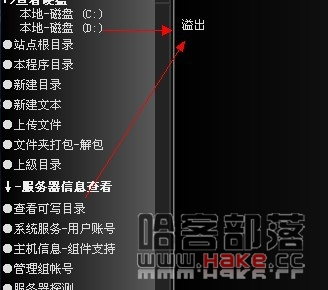 本地-磁盘 (C:)
本地-磁盘 (D:)
溢出
站点根目录
本程序目录
新建目录
新建文本
上传文件
文件夹打包-解包
上级目录
↓-服务器信息查看
查看可写目录
系统服务-用户账号
主机信息-组件支持
管理组帐号
服务器探测
哈客部落
www.Hake.cc